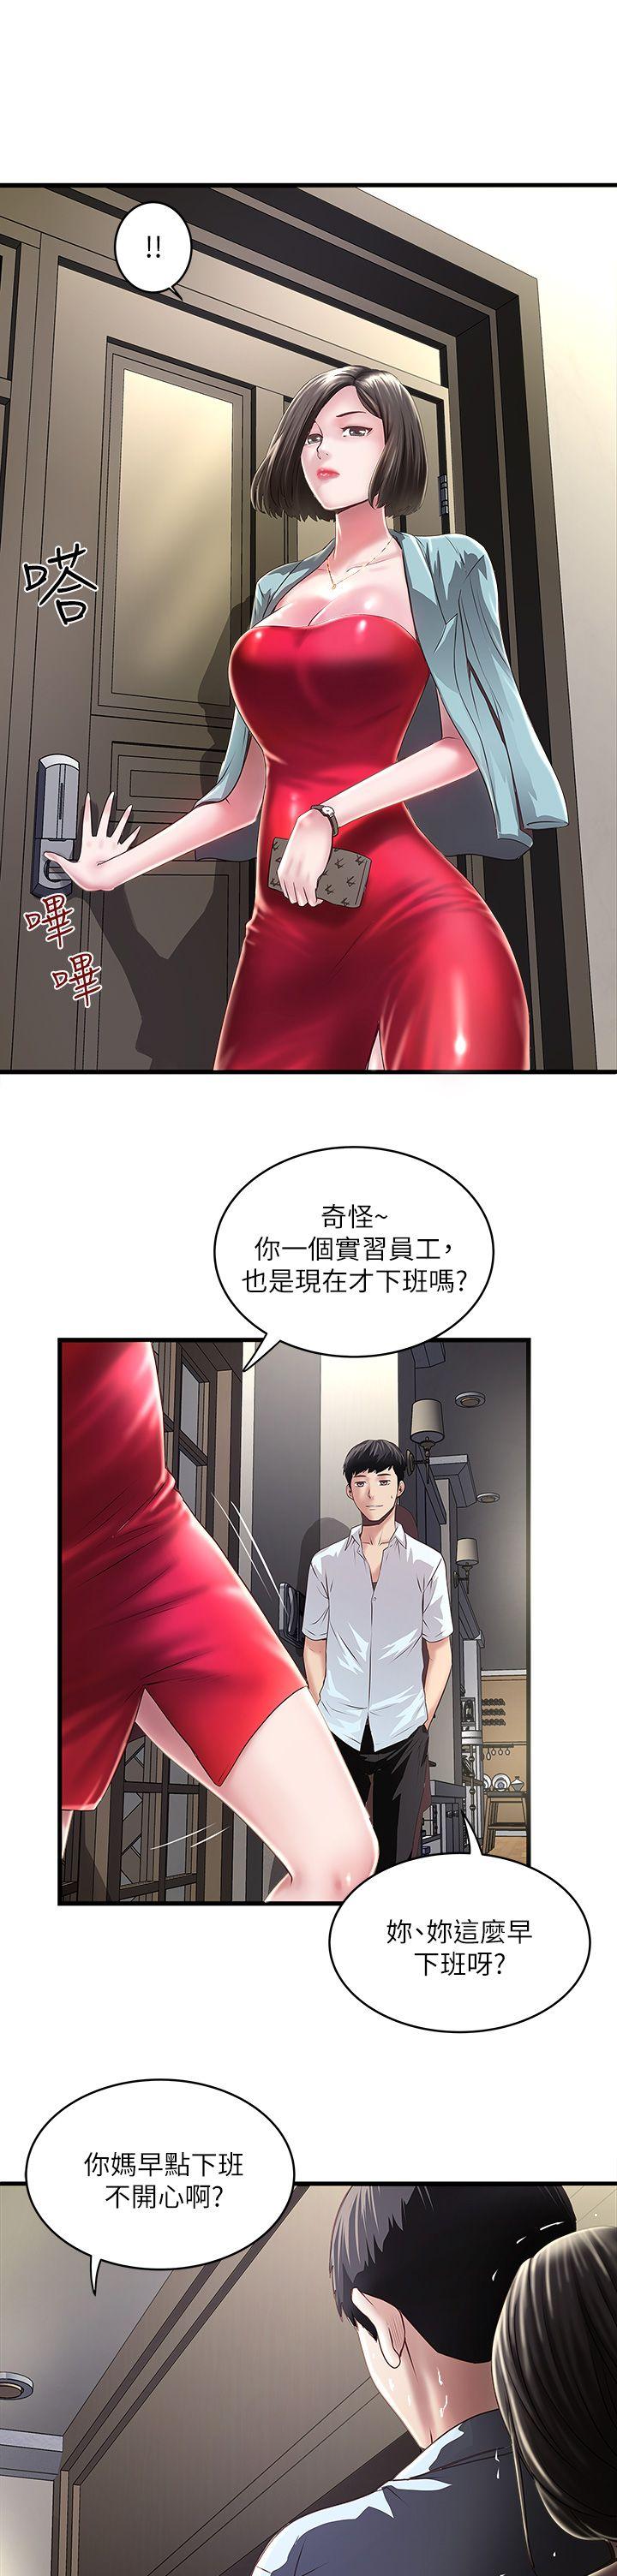 !!
嗒
嗶
嗶
奇怪~
你一個實習員工，
也是現在才下班嗎?
妳、妳這麼早
下班呀?
你媽早點下班
不開心啊?